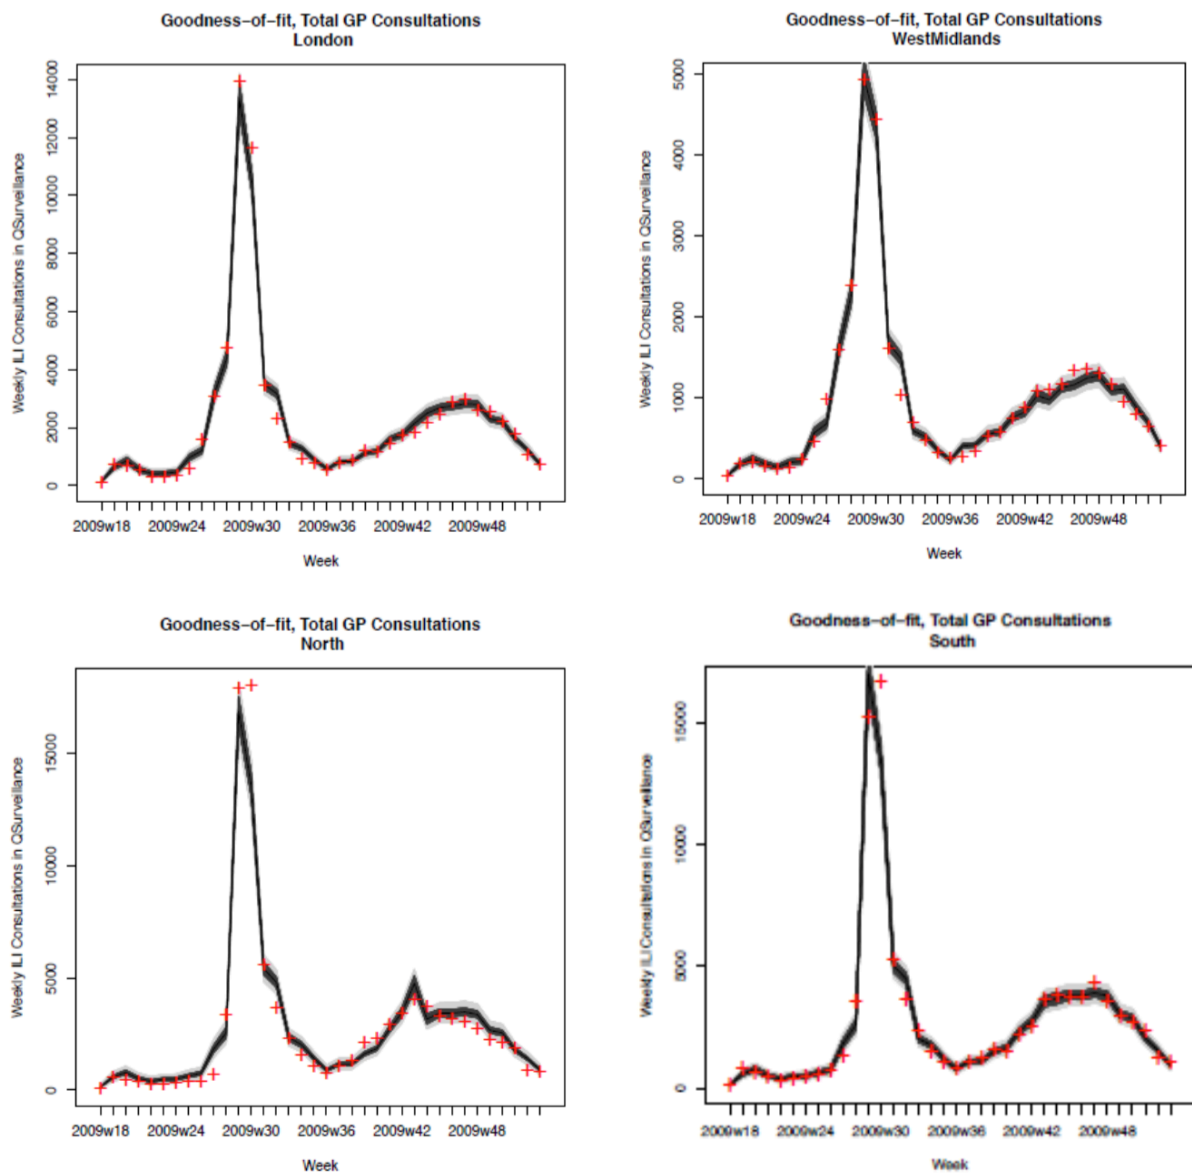 Goodness–of–fit, Total GP Consultations
London
Weekly ILI Consultations in QSurveillance
14000
12000
10000
8000
6000
4000
2000
0
2009w18 2009w24 2009w30 2009w36 2009w42 2009w48
Week
Goodness–of–fit, Total GP Consultations
WestMidlands
Weekly ILI Consultations in QSurveillance
5000
4000
3000
2000
1000
0
2009w18 2009w24 2009w30 2009w36 2009w42 2009w48
Week
Goodness–of–fit, Total GP Consultations
North
Weekly ILI Consultations in QSurveillance
15000
10000
5000
0
2009w18 2009w24 2009w30 2009w36 2009w42 2009w48
Week
Goodness–of–fit, Total GP Consultations
South
Weekly ILI Consultations in QSurveillance
15000
10000
5000
0
2009w18 2009w24 2009w30 2009w36 2009w42 2009w48
Week